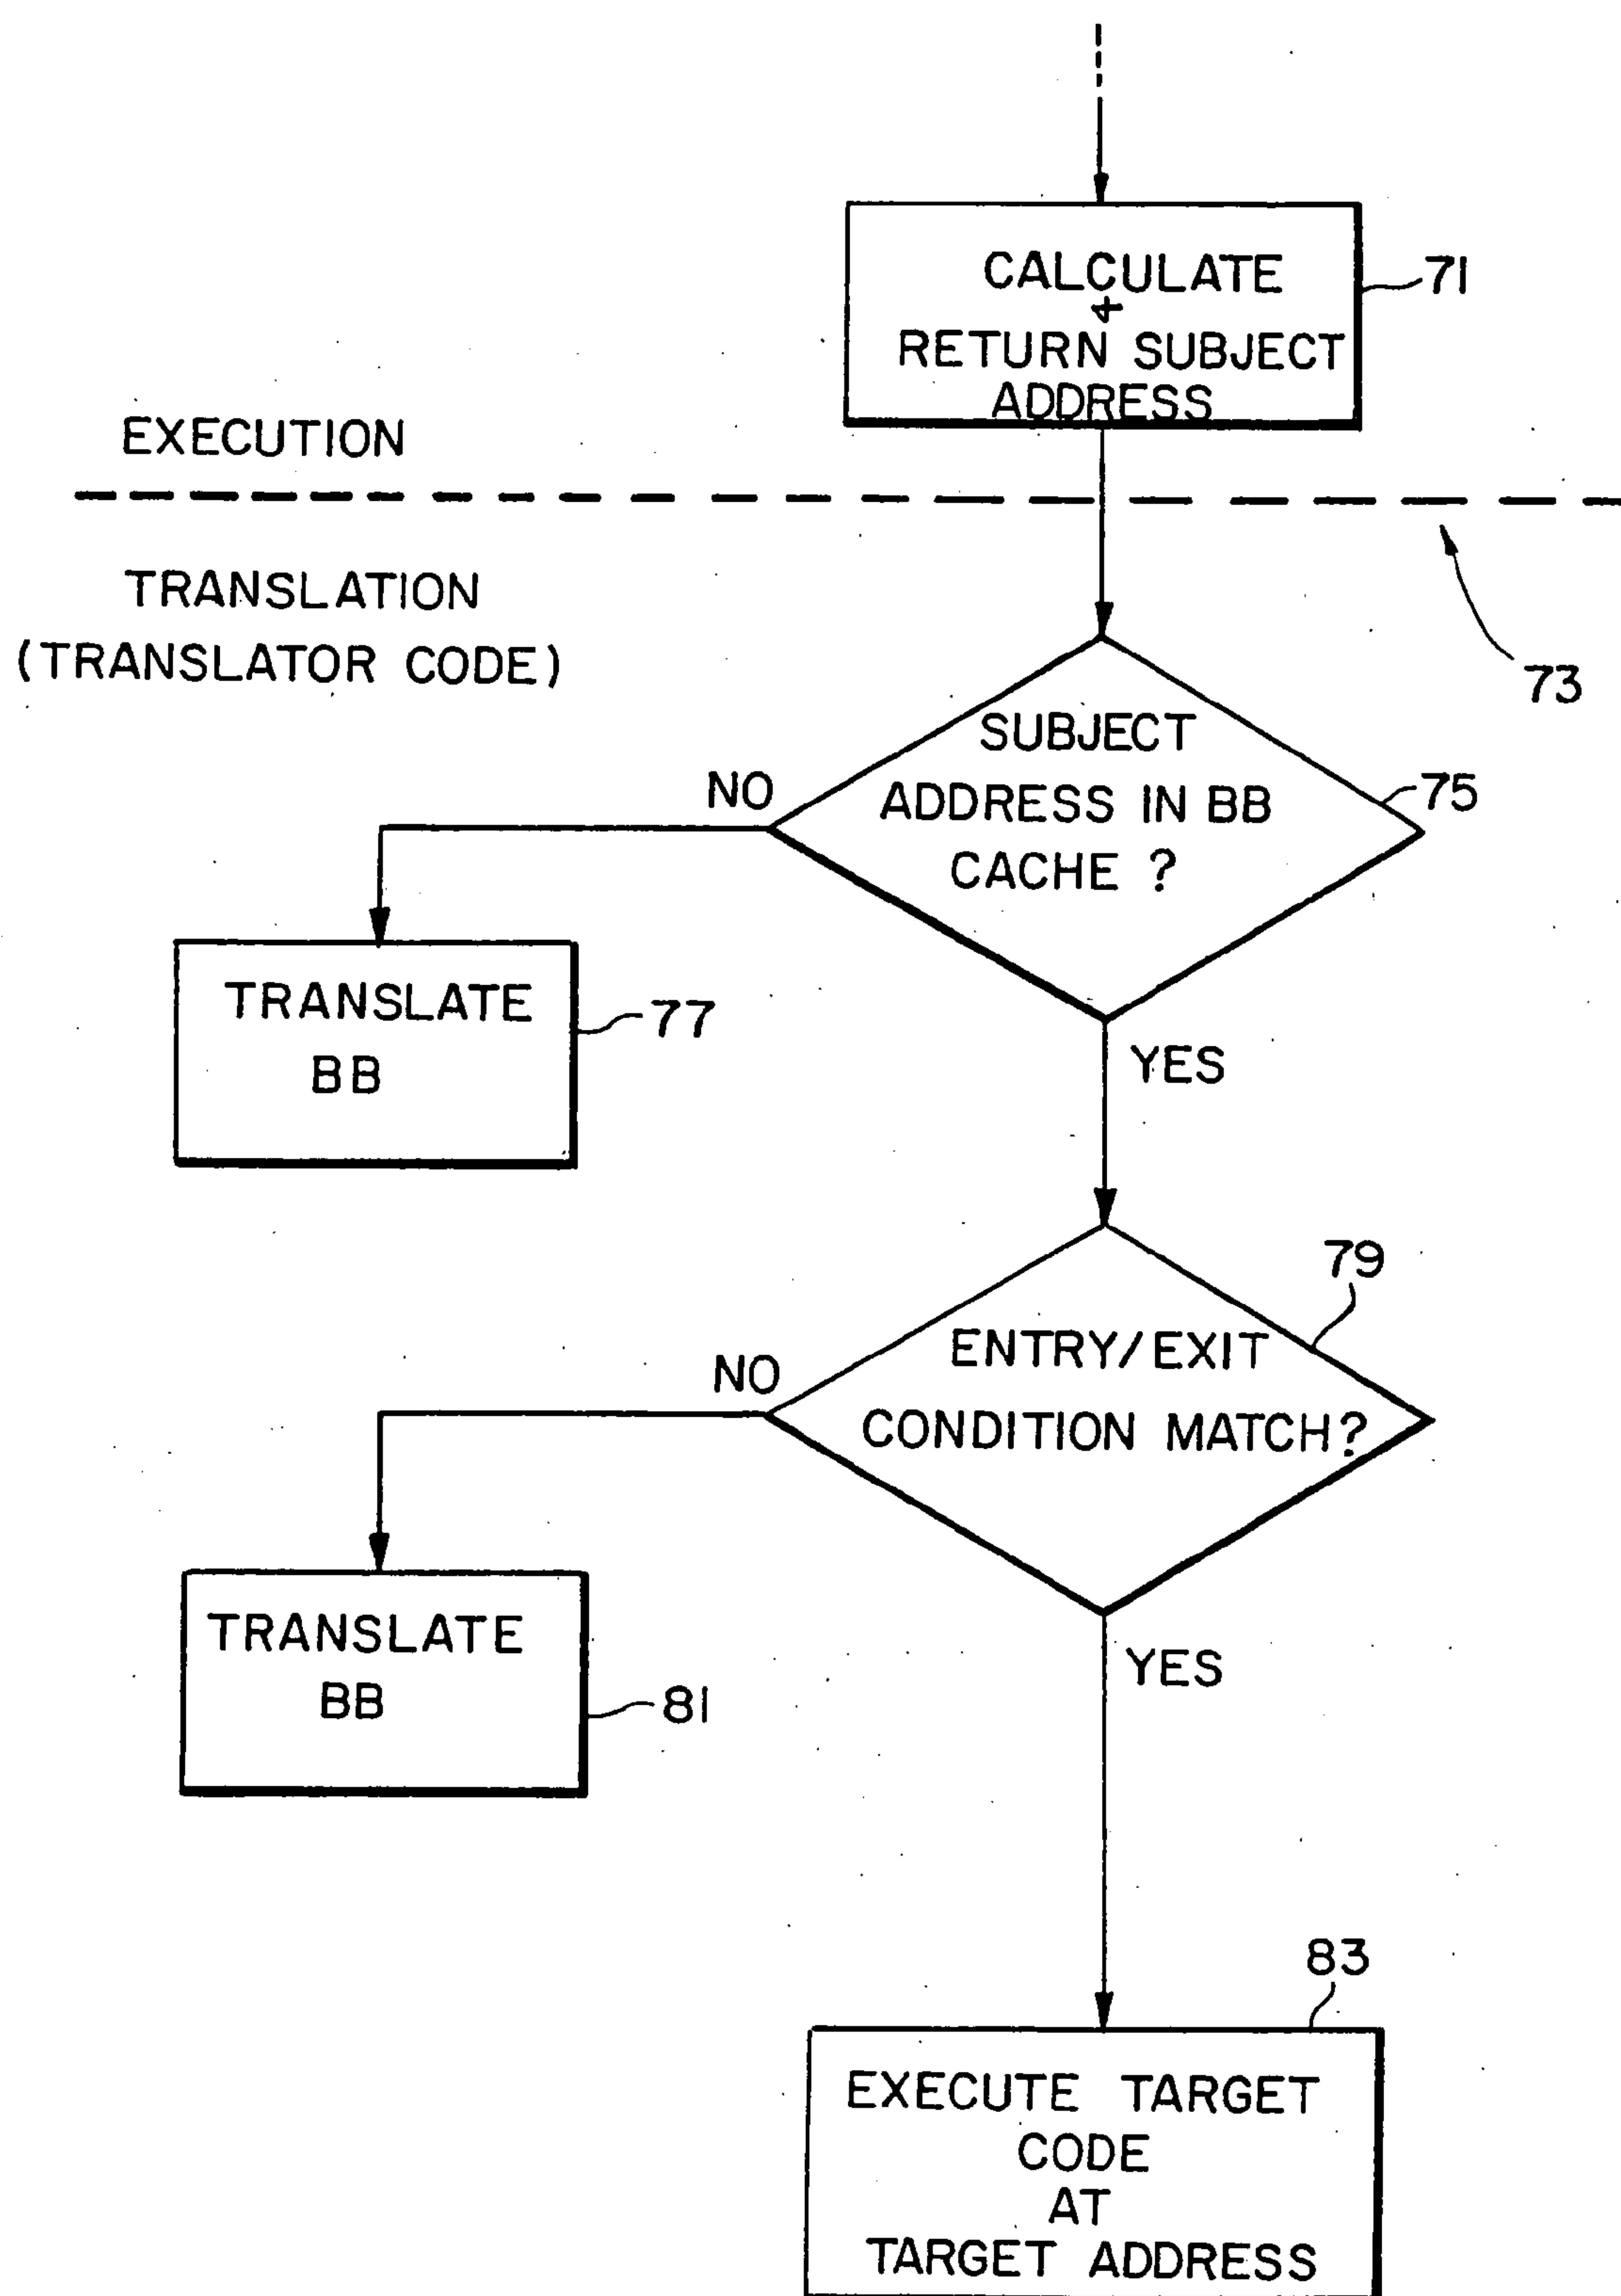 CALCULATE
+
RETURN SUBJECT
ADDRESS
71
EXECUTION
TRANSLATION
(TRANSLATOR CODE)
73
SUBJECT
ADDRESS IN BB
CACHE ?
75
NO
TRANSLATE
BB
77
YES
79
ENTRY/EXIT
CONDITION MATCH?
NO
TRANSLATE
BB
81
YES
83
EXECUTE TARGET
CODE
AT
TARGET ADDRESS